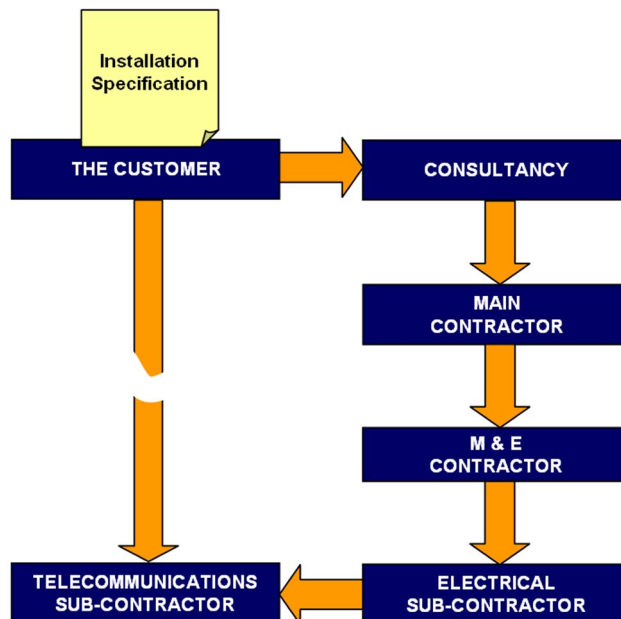 Installation
Specification
THE CUSTOMER
CONSULTANCY
MAIN
CONTRACTOR
M & E
CONTRACTOR
TELECOMMUNICATIONS
SUB-CONTRACTOR
ELECTRICAL
SUB-CONTRACTOR